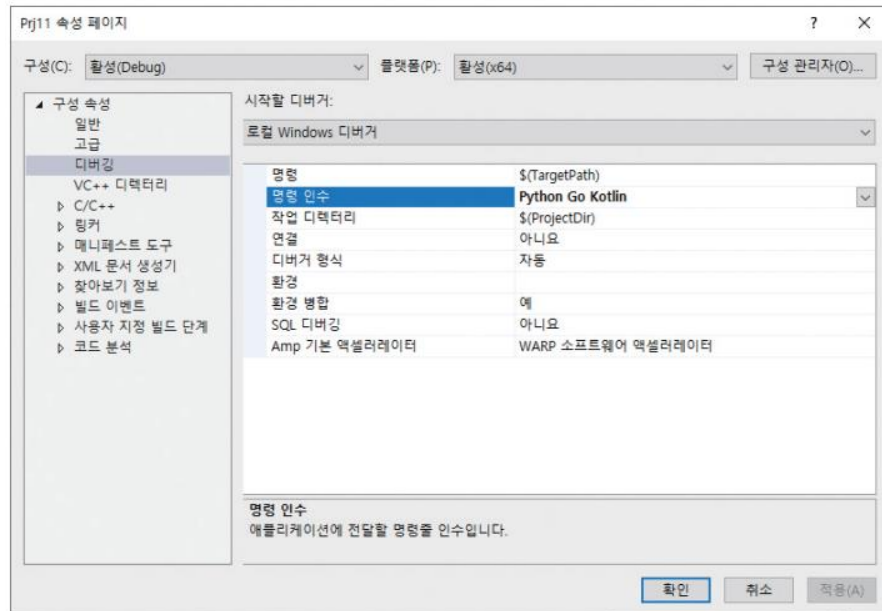 Prj11 속성 페이지 ? ×
구성(C): 활성(Debug) 플랫폼(P): 활성(x64) 구성 관리자(O)...
구성 속성
일반
고급
디버깅
VC++ 디렉터리
C/C++
링커
매니페스트 도구
XML 문서 생성기
찾아보기 정보
빌드 이벤트
사용자 지정 빌드 단계
코드 분석
시작할 디버거:
로컬 Windows 디버거
명령 $(TargetPath)
명령 인수 Python Go Kotlin
작업 디렉터리 $(ProjectDir)
연결 아니요
디버거 형식 자동
환경
환경 병합 예
SQL 디버깅 아니요
Amp 기본 액셀러레이터 WARP 소프트웨어 액셀러레이터
명령 인수
애플리케이션에 전달할 명령줄 인수입니다.
확인 취소 적용(A)